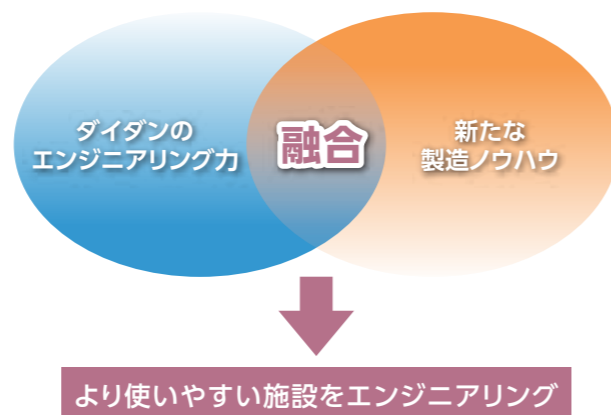 ダイダンの
エンジニアリング力
融合
新たな
製造ノウハウ
より使いやすい施設をエンジニアリング